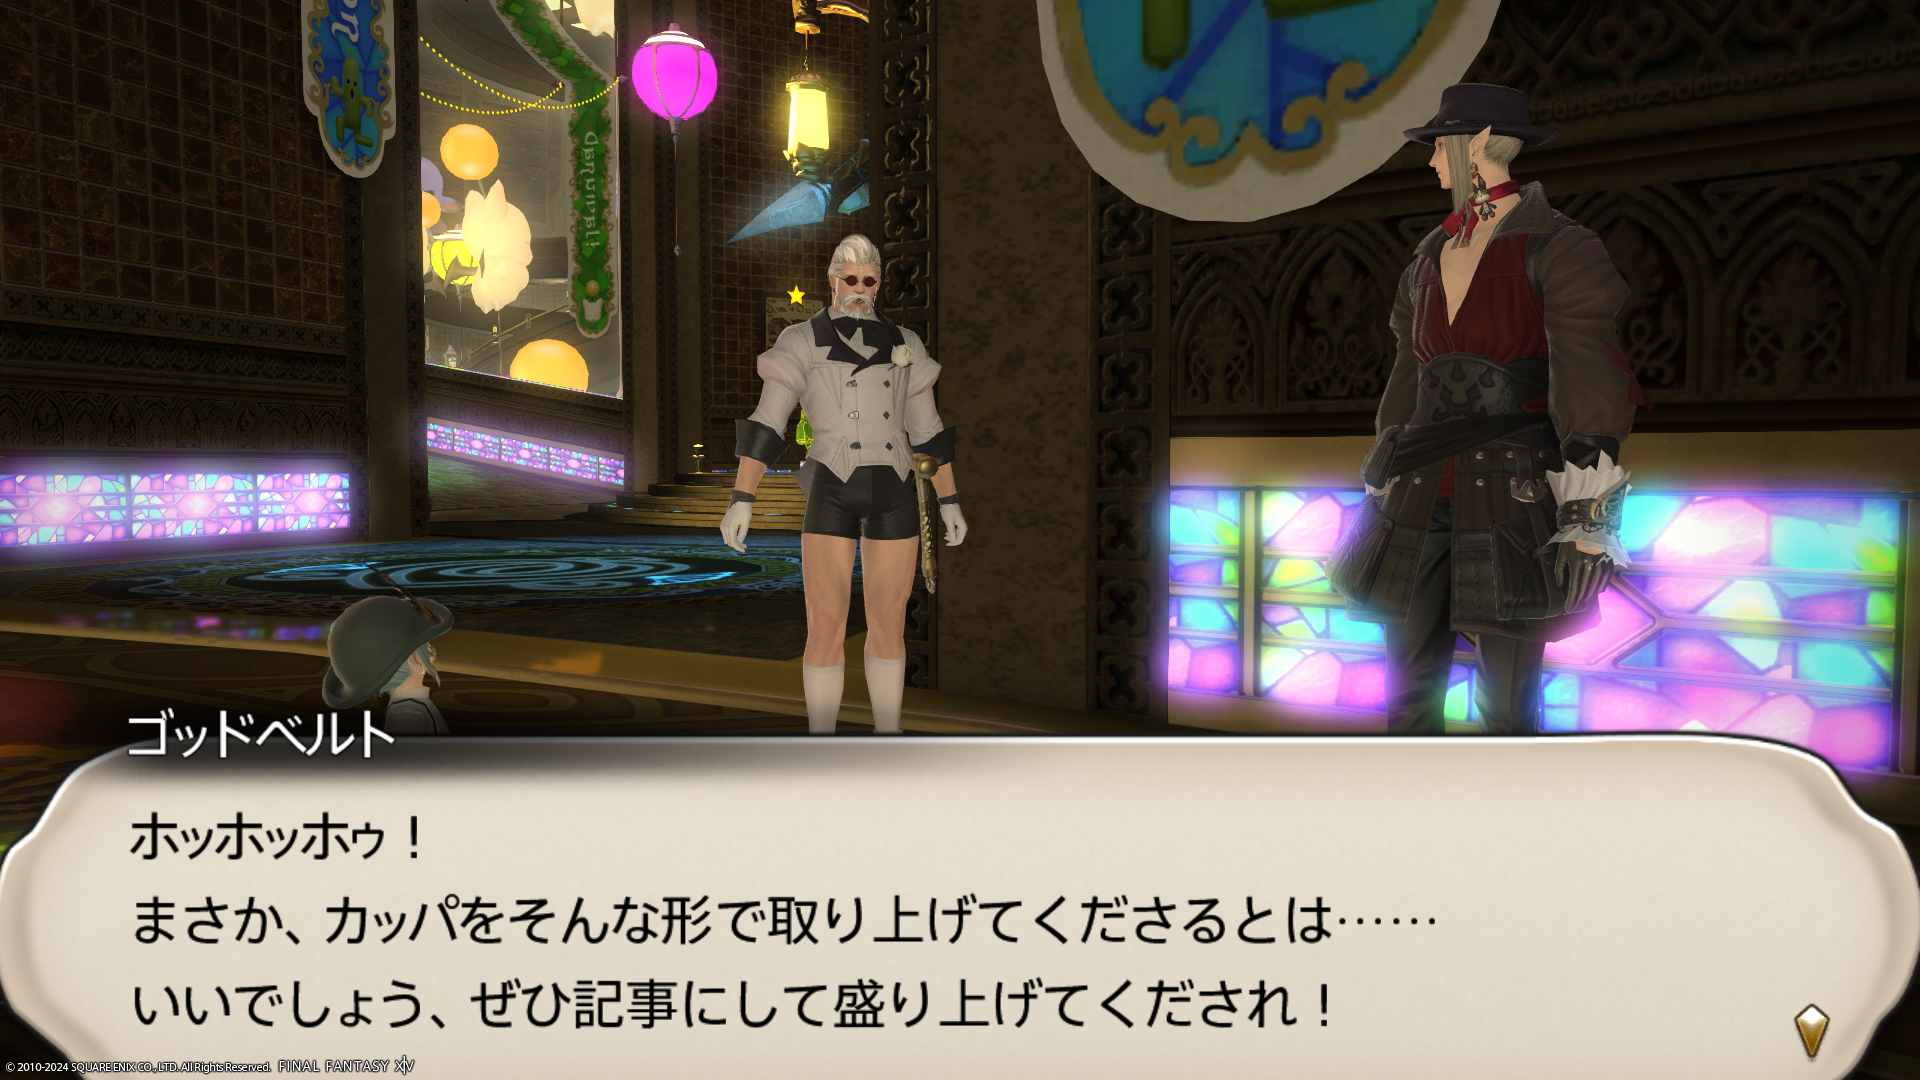 ゴッドベルト
ホッホッホゥ！
まさか、カッパをそんな形で取り上げてくださるとは……
いいでしょう、ぜひ記事にして盛り上げてくだされ！
© 2010-2024 SQUARE ENIX CO., LTD. All Rights Reserved. FINAL FANTASY XIV